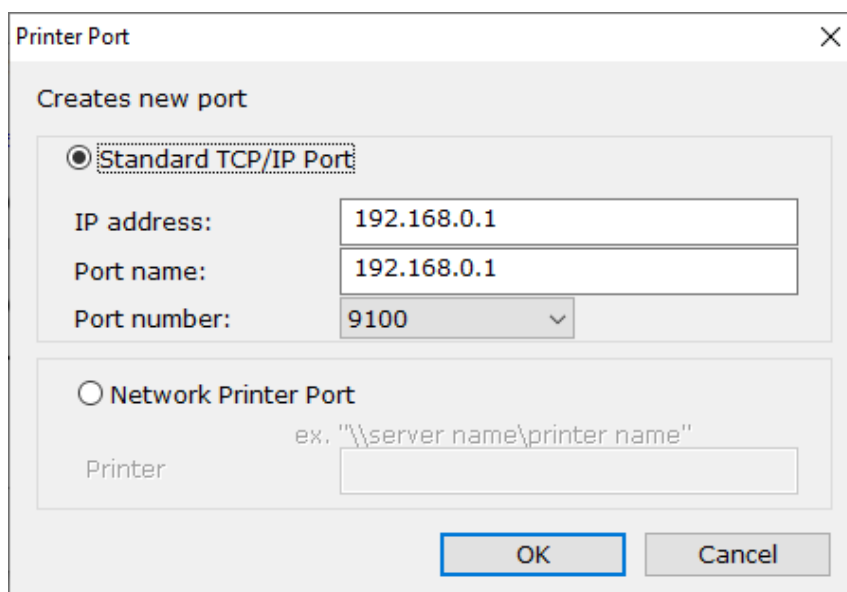 Printer Port
Creates new port
Standard TCP/IP Port
IP address: 192.168.0.1
Port name: 192.168.0.1
Port number: 9100
Network Printer Port
ex. "\\server name\printer name"
Printer
OK Cancel